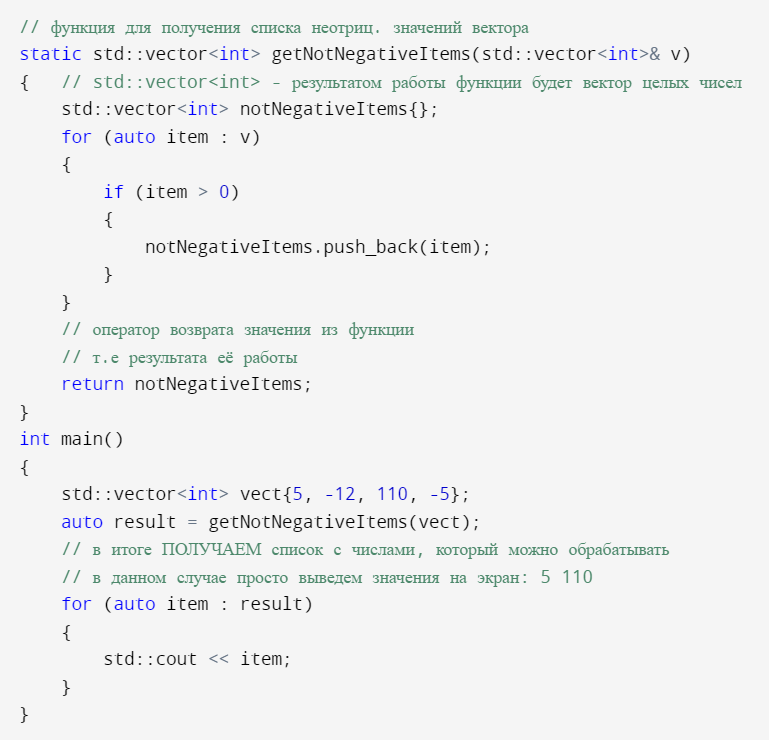 // функция для получения списка неотриц. значений вектора
static std::vector<int> getNotNegativeItems(std::vector<int>& v)
{   // std::vector<int> - результатом работы функции будет вектор целых чисел
    std::vector<int> notNegativeItems{};
    for (auto item : v)
    {
        if (item > 0)
        {
            notNegativeItems.push_back(item);
        }
    }
    // оператор возврата значения из функции
    // т.е результата её работы
    return notNegativeItems;
}
int main()
{
    std::vector<int> vect{5, -12, 110, -5};
    auto result = getNotNegativeItems(vect);
    // в итоге ПОЛУЧАЕМ список с числами, который можно обрабатывать
    // в данном случае просто выведем значения на экран: 5 110
    for (auto item : result)
    {
        std::cout << item;
    }
}